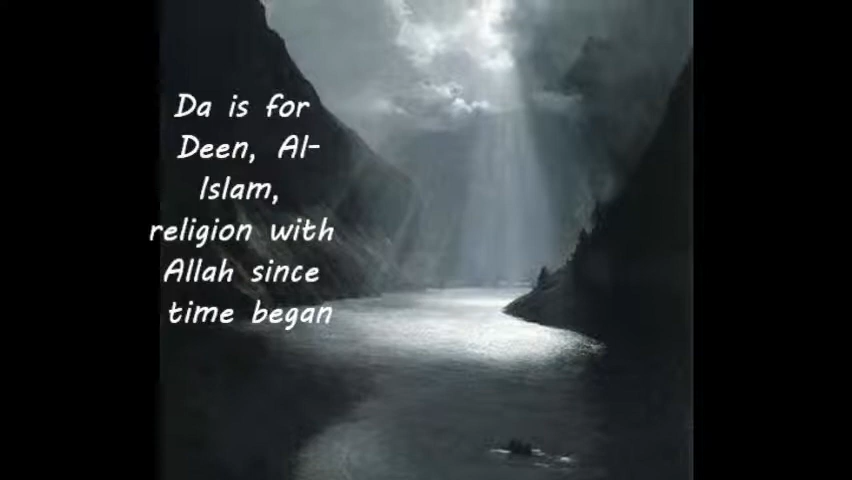 Da is for
Deen, Al-
Islam,
religion with
Allah since
time began